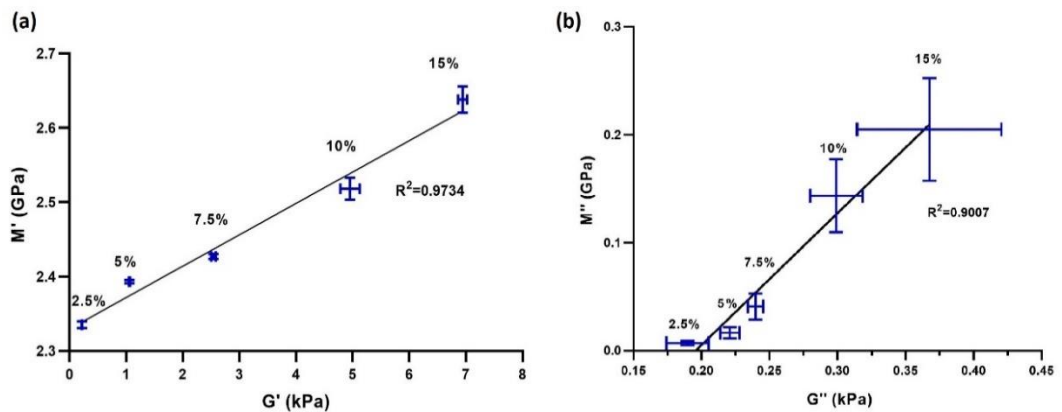 (a)
2.7
2.6
2.5
2.4
2.3
M' (GPa)
0 1 2 3 4 5 6 7 8
G' (kPa)
2.5%
5%
7.5%
10%
15%
R²=0.9734
(b)
0.3
0.2
0.1
0.0
M'' (GPa)
0.15 0.20 0.25 0.30 0.35 0.40 0.45
G'' (kPa)
2.5%
5%
7.5%
10%
15%
R²=0.9007